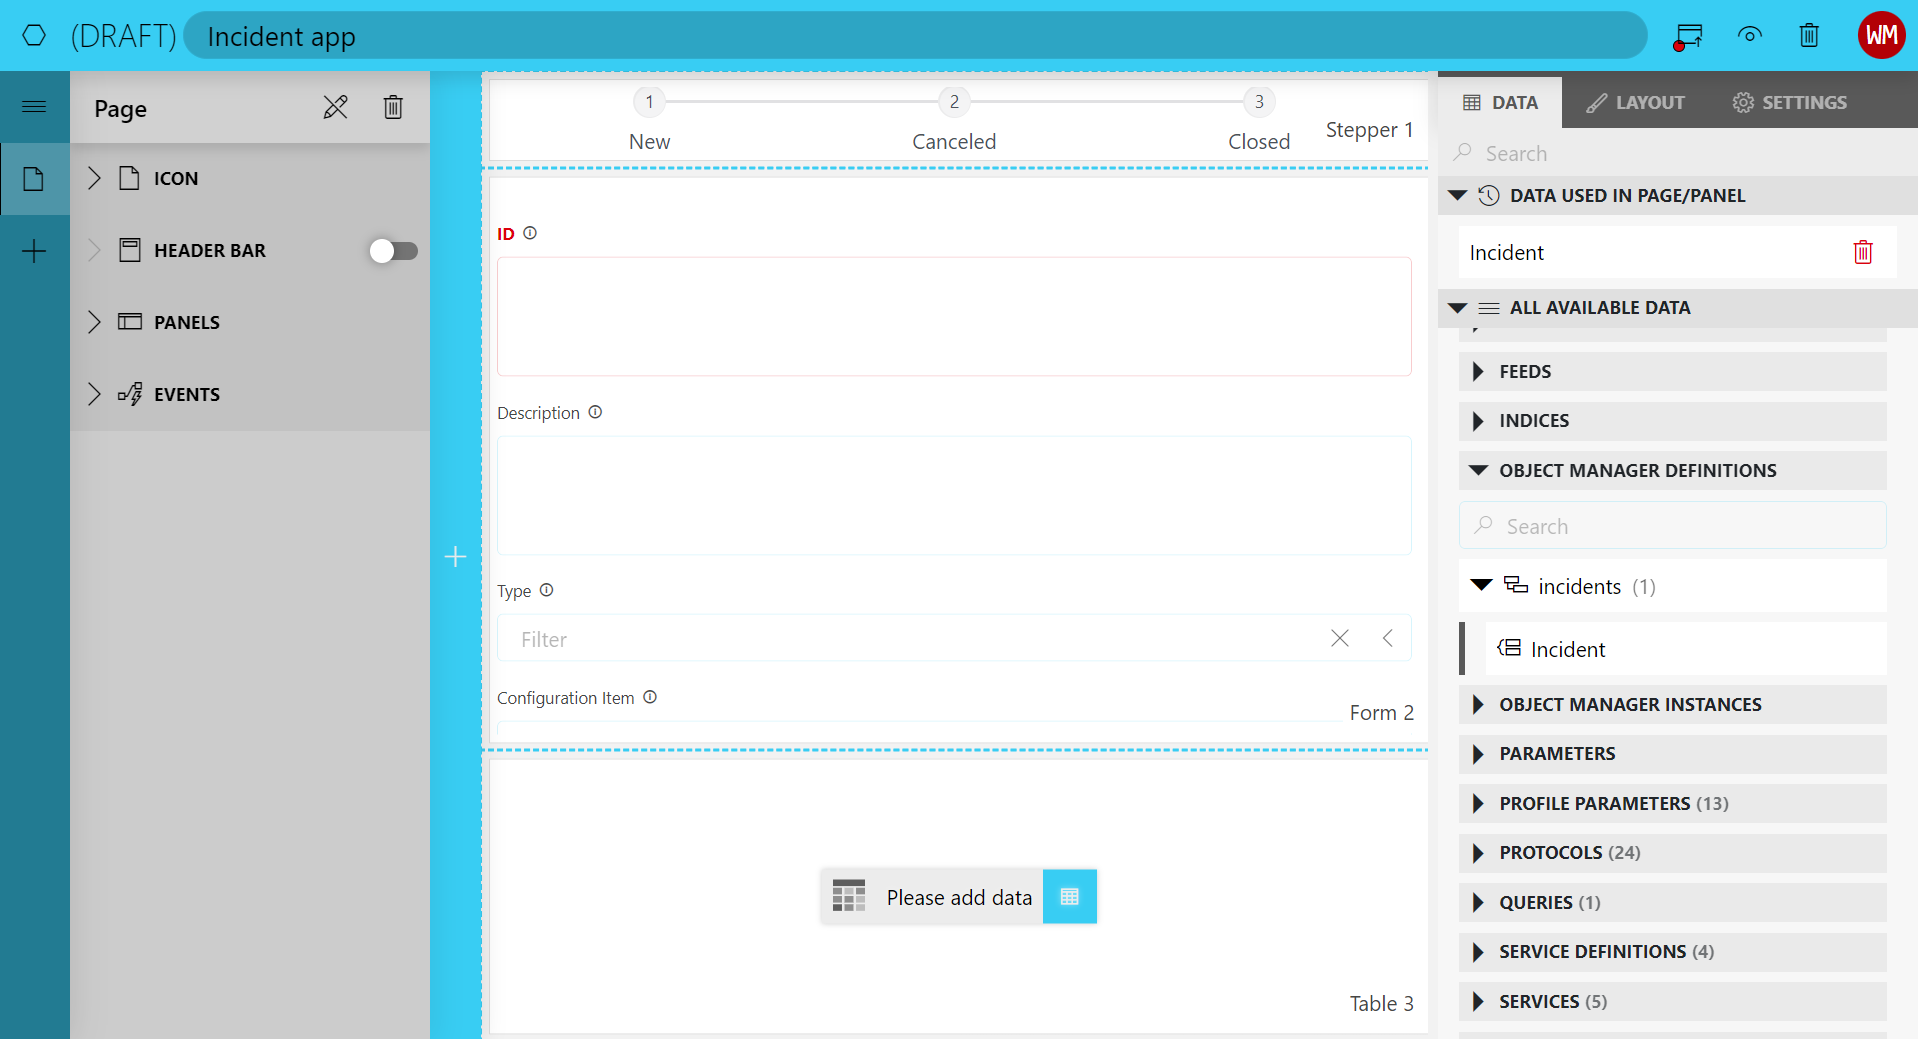 (DRAFT)
Incident app
WM
Page
ICON
HEADER BAR
PANELS
EVENTS
1
2
3
New
Canceled
Closed
Stepper 1
ID
Description
Type
Filter
Configuration Item
Form 2
Please add data
Table 3
DATA
LAYOUT
SETTINGS
Search
DATA USED IN PAGE/PANEL
Incident
ALL AVAILABLE DATA
FEEDS
INDICES
OBJECT MANAGER DEFINITIONS
Search
incidents (1)
Incident
OBJECT MANAGER INSTANCES
PARAMETERS
PROFILE PARAMETERS (13)
PROTOCOLS (24)
QUERIES (1)
SERVICE DEFINITIONS (4)
SERVICES (5)